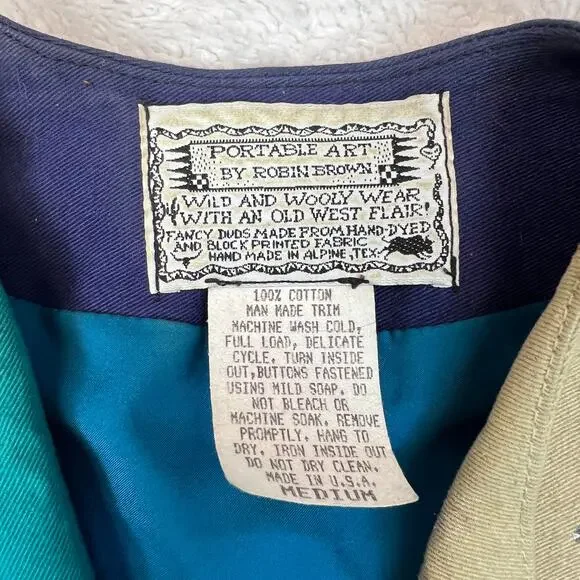 PORTABLE ART
BY ROBIN BROWN
WILD AND WOOLY WEAR
WITH AN OLD WEST FLAIR!
FANCY DUDS MADE FROM HAND-DYED
AND BLOCK PRINTED FABRIC
HAND MADE IN ALPINE, TEX.
100% COTTON
MAN MADE TRIM
MACHINE WASH COLD,
FULL LOAD, DELICATE
CYCLE. TURN INSIDE
OUT,BUTTONS FASTENED
USING MILD SOAP. DO
NOT BLEACH OR
MACHINE SOAK. REMOVE
PROMPTLY. HANG TO
DRY. IRON INSIDE OUT
DO NOT DRY CLEAN.
MADE IN U.S.A.
MEDIUM